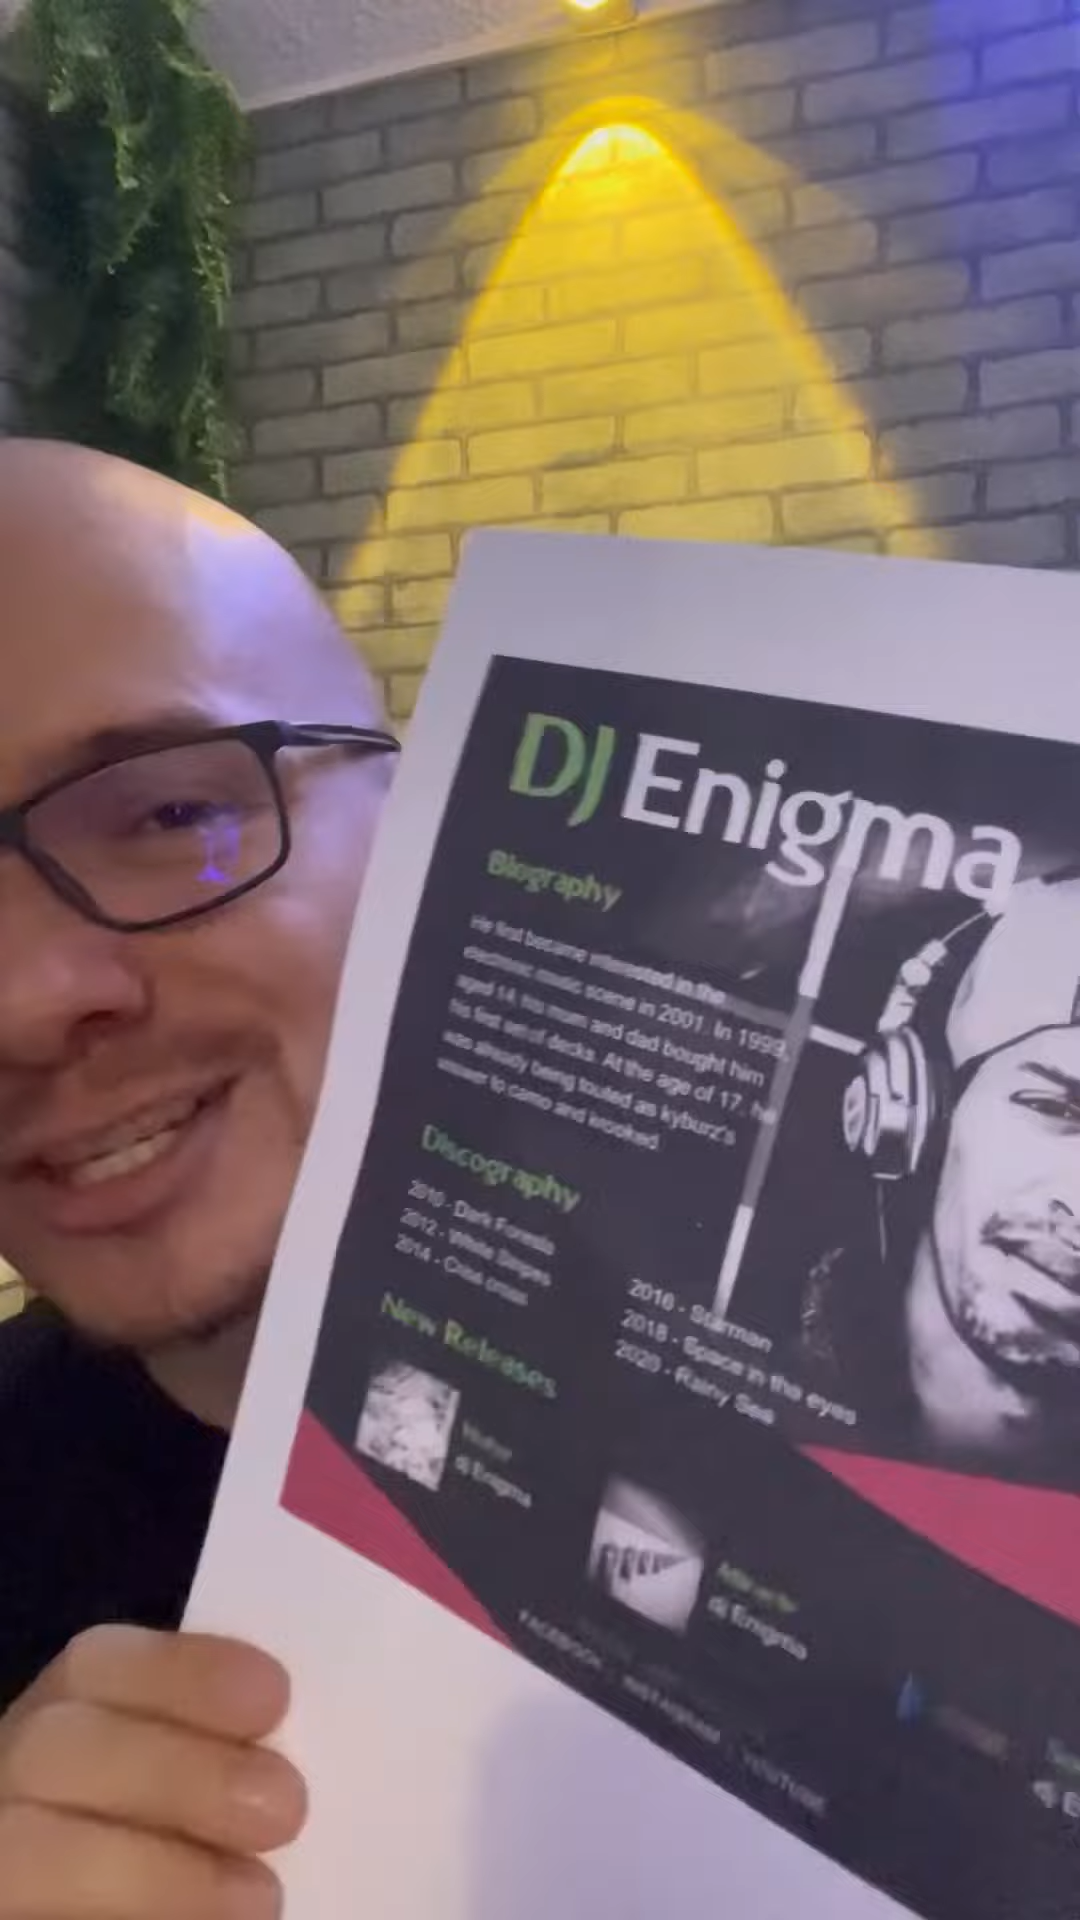 DJ Enigma
Biography
He first became interested in the
electronic music scene in 2001. In 1999,
aged 14, his mum and dad bought him
his first set of decks. At the age of 17, he
was already being touted as kyburz's
answer to camo and krooked.
Discography
2010 - Dark Forests
2012 - White Stripes
2014 - Criss cross
2016 - Starman
2018 - Space in the eyes
2020 - Rainy Sea
New Releases
dj Enigma
dj Enigma
FACEBOOK INSTAGRAM YOUTUBE